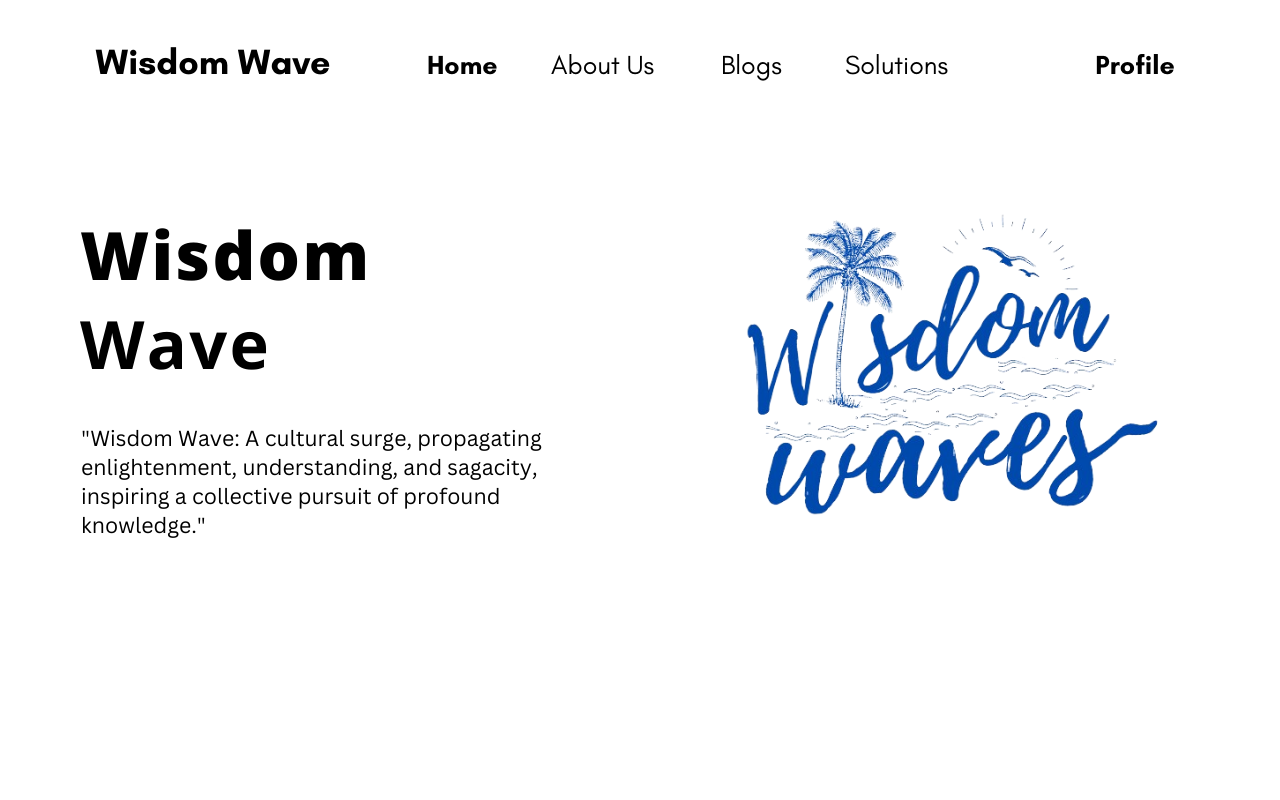 Wisdom Wave Home About Us Blogs Solutions Profile
Wisdom
Wave
"Wisdom Wave: A cultural surge, propagating
enlightenment, understanding, and sagacity,
inspiring a collective pursuit of profound
knowledge."
Wisdom
waves